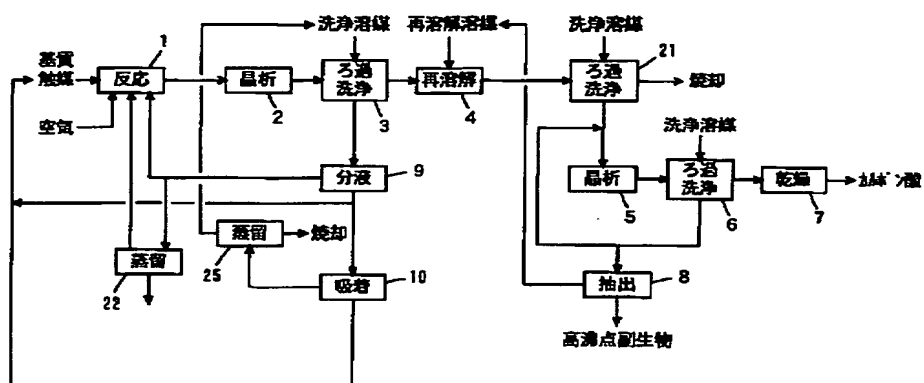 洗浄溶媒
再溶解溶媒
洗浄溶媒
1
21
基質
触媒
反応
晶析
ろ過
洗浄
再溶解
ろ過
洗浄
焼却
2
3
4
空気
洗浄溶媒
分液
9
晶析
ろ過
洗浄
乾燥
カルボン酸
5
6
7
蒸留
焼却
25
蒸留
22
吸着
10
抽出
8
高沸点副生物